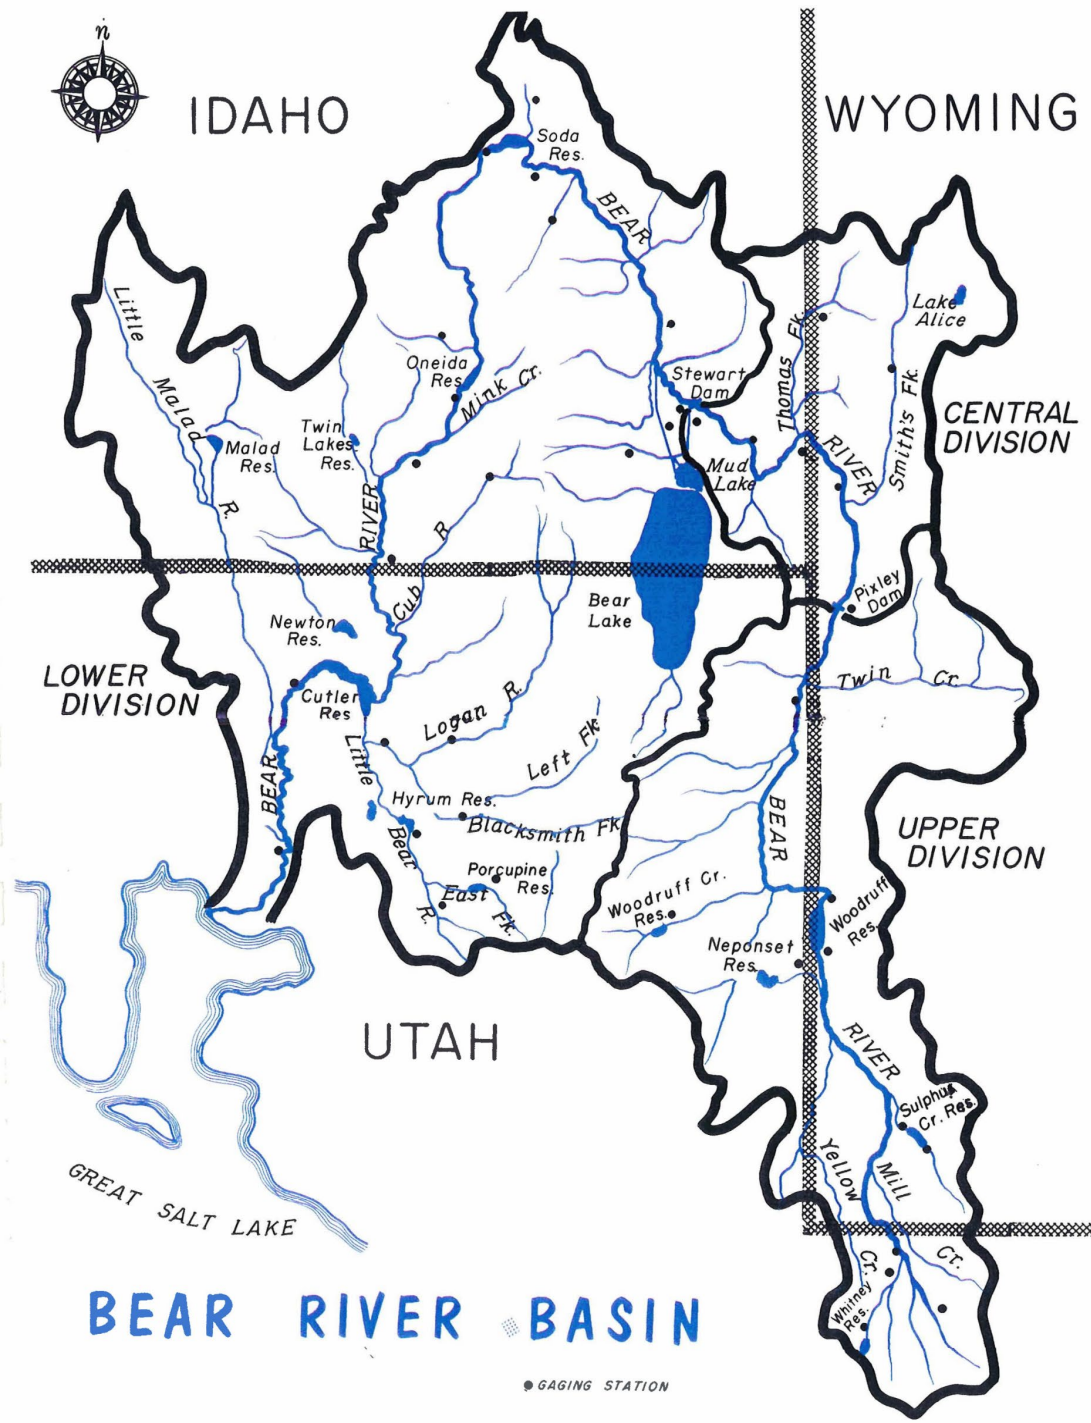 n
IDAHO
WYOMING
Soda
Res.
BEAR
Little
Lake
Alice
Thomas Fk.
Oneida
Res.
Mink Cr.
Stewart
Dam
Smith's Fk.
CENTRAL
DIVISION
Malad
R.
Malad
Res.
Twin
Lakes
Res.
RIVER
Mud
Lake
RIVER
Cub R
Pixley
Dam
Bear
Lake
Newton
Res.
LOWER
DIVISION
Cutler
Res
Twin Cr
Logan R.
Little
Left Fk
BEAR
Hyrum Res.
Blacksmith Fk
BEAR
UPPER
DIVISION
Bear
R.
Porcupine
Res.
East Fk.
Woodruff Cr.
Res.
Woodruff
Res.
Neponset
Res.
UTAH
RIVER
Sulphur
Cr. Res.
Yellow
Cr.
Mill
Cr.
GREAT SALT LAKE
Whitney
Res.
BEAR RIVER BASIN
GAGING STATION